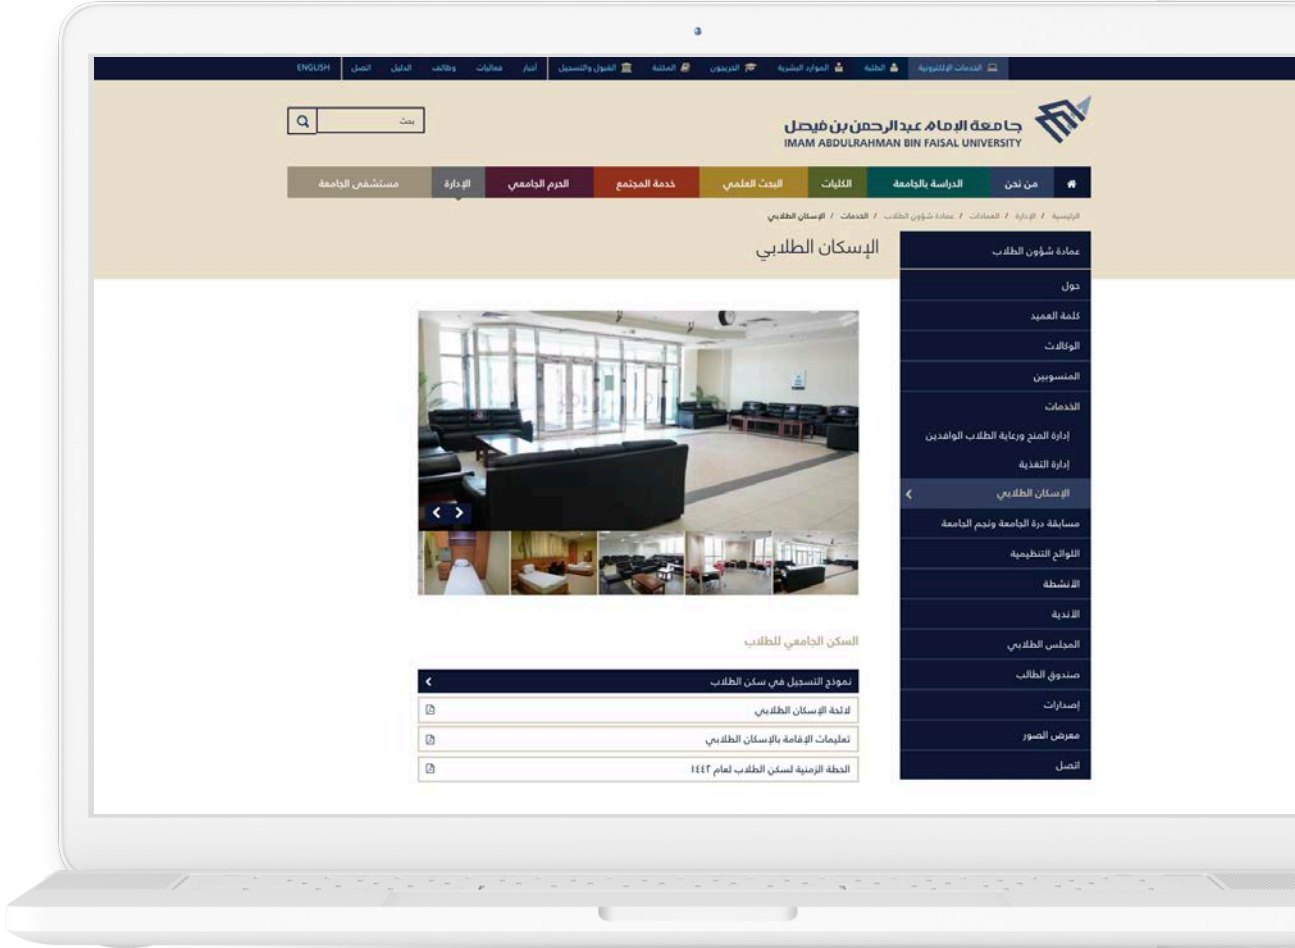 الخدمات الإلكترونية الطلبة الموارد البشرية الخريجون المكتبة القبول والتسجيل أخبار فعاليات وظائف الدليل اتصل ENGLISH
جامعة الإمام عبد الرحمن بن فيصل
IMAM ABDULRAHMAN BIN FAISAL UNIVERSITY
بحث
من نحن الدراسة بالجامعة الكليات البحث العلمي خدمة المجتمع الحرم الجامعي الإدارة مستشفى الجامعة
الرئيسية / الإدارة / العمادات / عمادة شؤون الطلاب / الخدمات / الإسكان الطلابي
عمادة شؤون الطلاب
حول
كلمة العميد
الوكالات
المنسوبين
الخدمات
إدارة المنح ورعاية الطلاب الوافدين
إدارة التغذية
الإسكان الطلابي
مسابقة درة الجامعة ونجم الجامعة
اللوائح التنظيمية
الأنشطة
الأندية
المجلس الطلابي
صندوق الطالب
إصدارات
معرض الصور
اتصل
الإسكان الطلابي
السكن الجامعي للطلاب
نموذج التسجيل في سكن الطلاب
لائحة الإسكان الطلابي
تعليمات الإقامة بالإسكان الطلابي
الخطة الزمنية لسكن الطلاب لعام ١٤٤٢